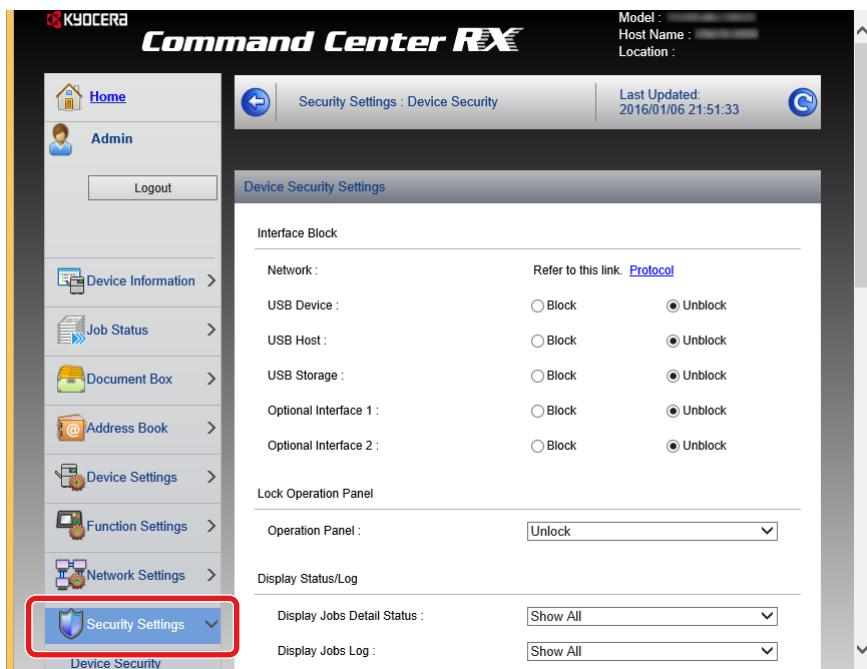 KYOCERA
Command Center RX
Model :
Host Name :
Location :
Home
Admin
Logout
Device Information
Job Status
Document Box
Address Book
Device Settings
Function Settings
Network Settings
Security Settings
Device Security
Security Settings : Device Security
Last Updated:
2016/01/06 21:51:33
Device Security Settings
Interface Block
Network : Refer to this link. Protocol
USB Device : Block Unblock
USB Host : Block Unblock
USB Storage : Block Unblock
Optional Interface 1 : Block Unblock
Optional Interface 2 : Block Unblock
Lock Operation Panel
Operation Panel : Unlock
Display Status/Log
Display Jobs Detail Status : Show All
Display Jobs Log : Show All